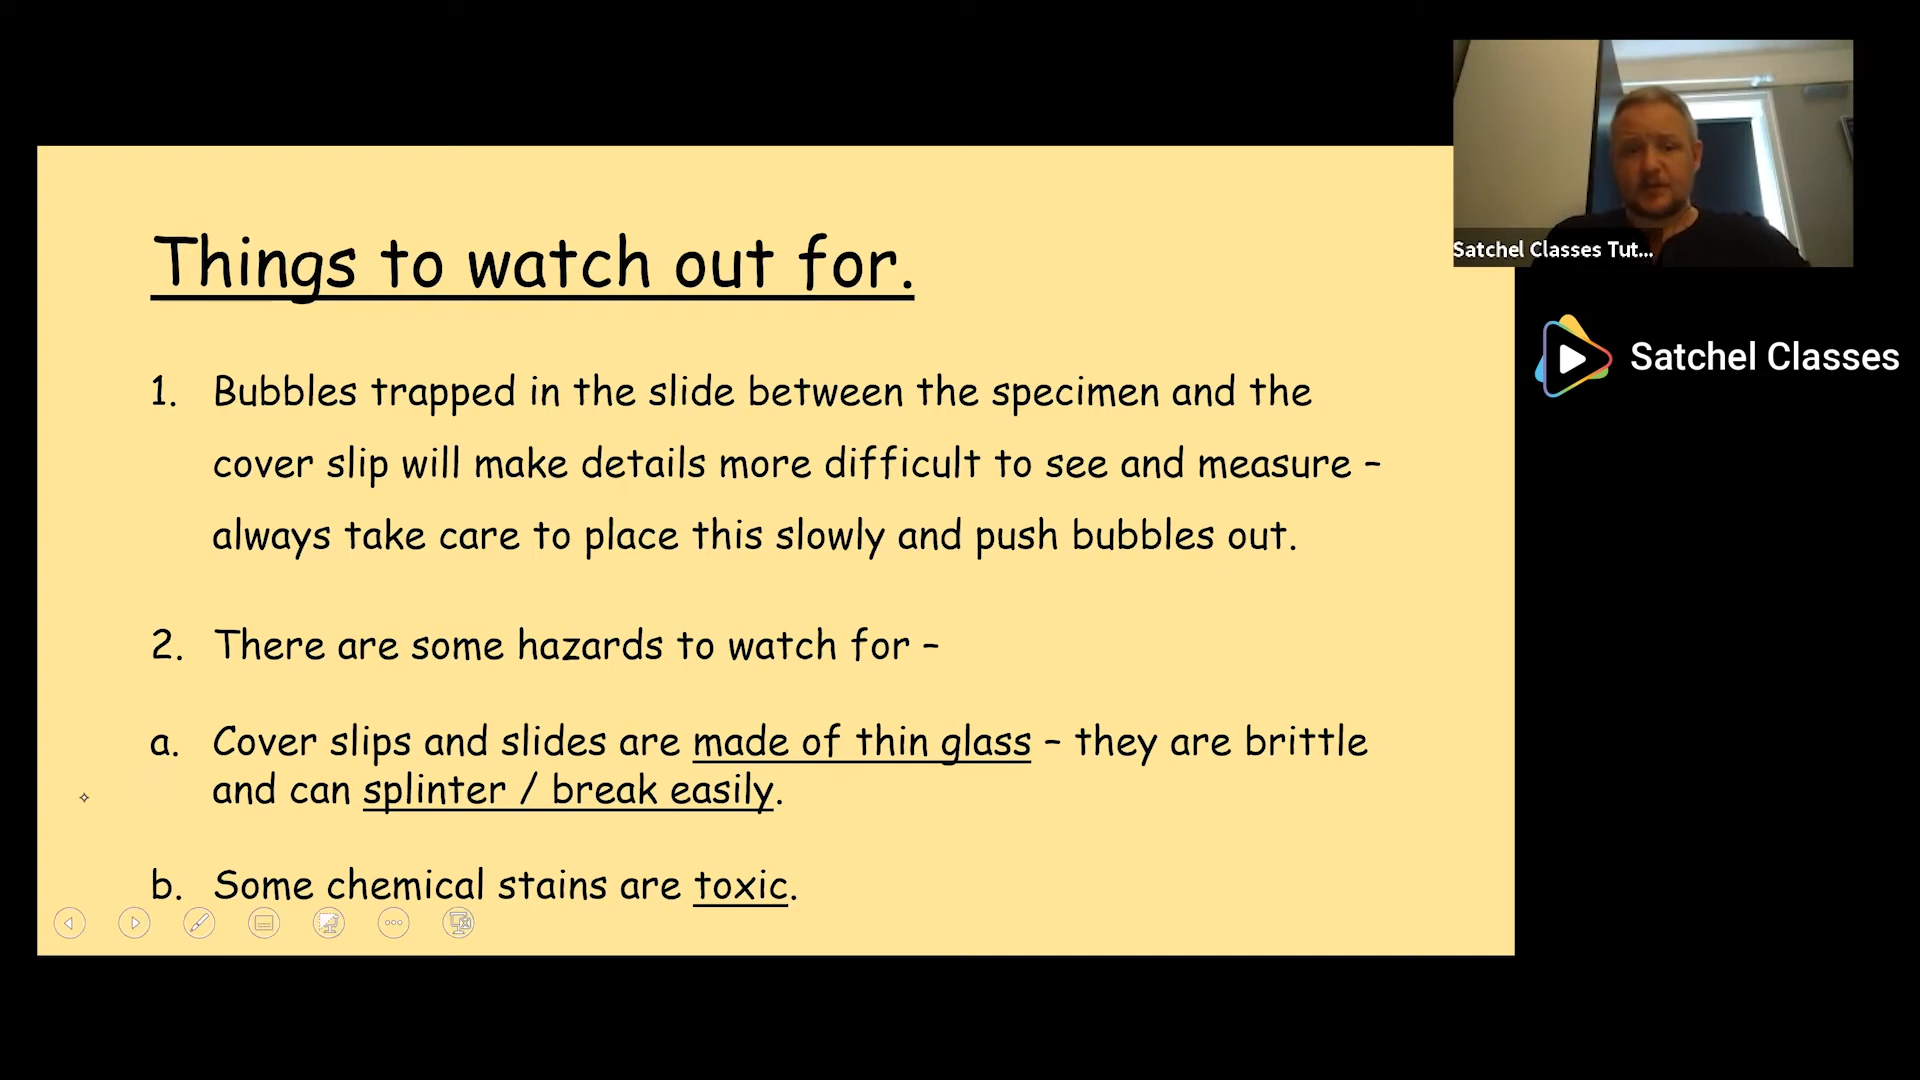 Things to watch out for.
1. Bubbles trapped in the slide between the specimen and the
cover slip will make details more difficult to see and measure –
always take care to place this slowly and push bubbles out.
2. There are some hazards to watch for –
a. Cover slips and slides are made of thin glass – they are brittle
and can splinter / break easily.
b. Some chemical stains are toxic.
Satchel Classes Tut...
Satchel Classes